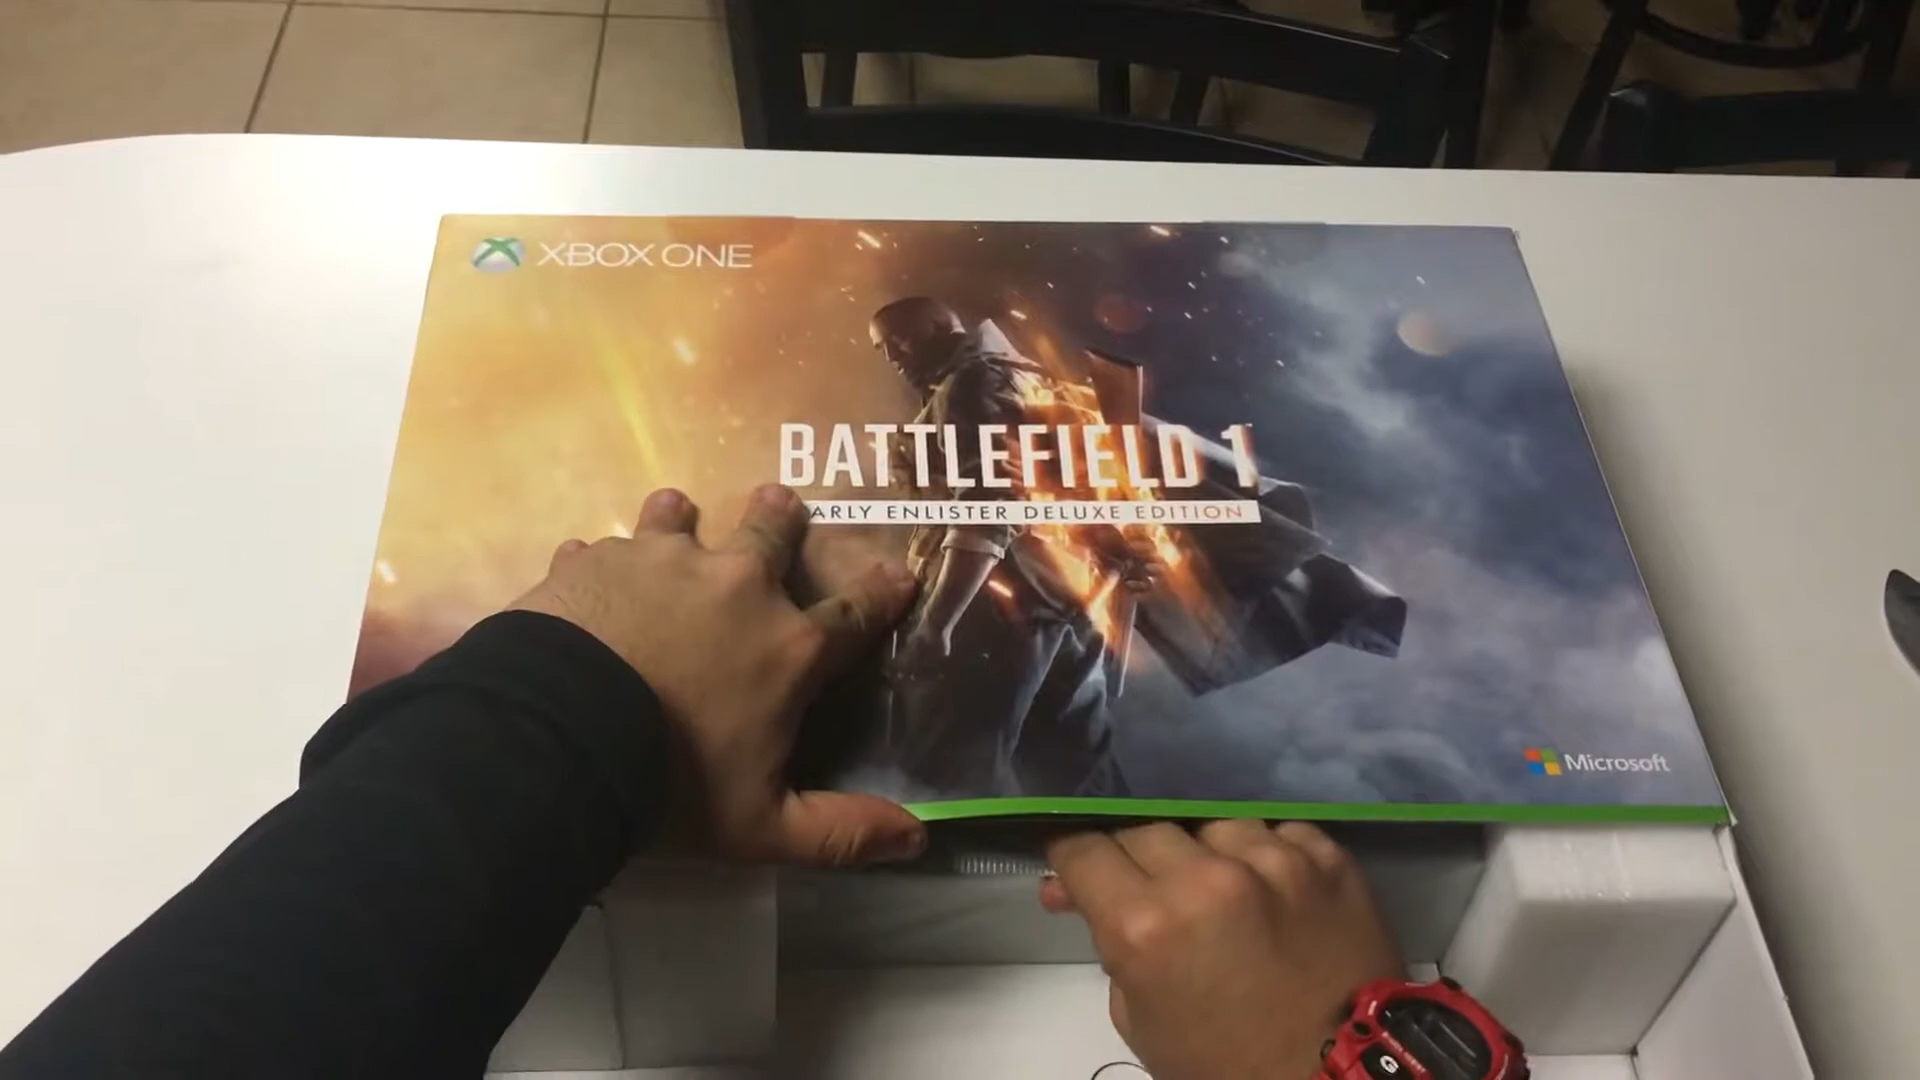 XBOX ONE
BATTLEFIELD 1
ARLY ENLISTER DELUXE EDITION
Microsoft
G